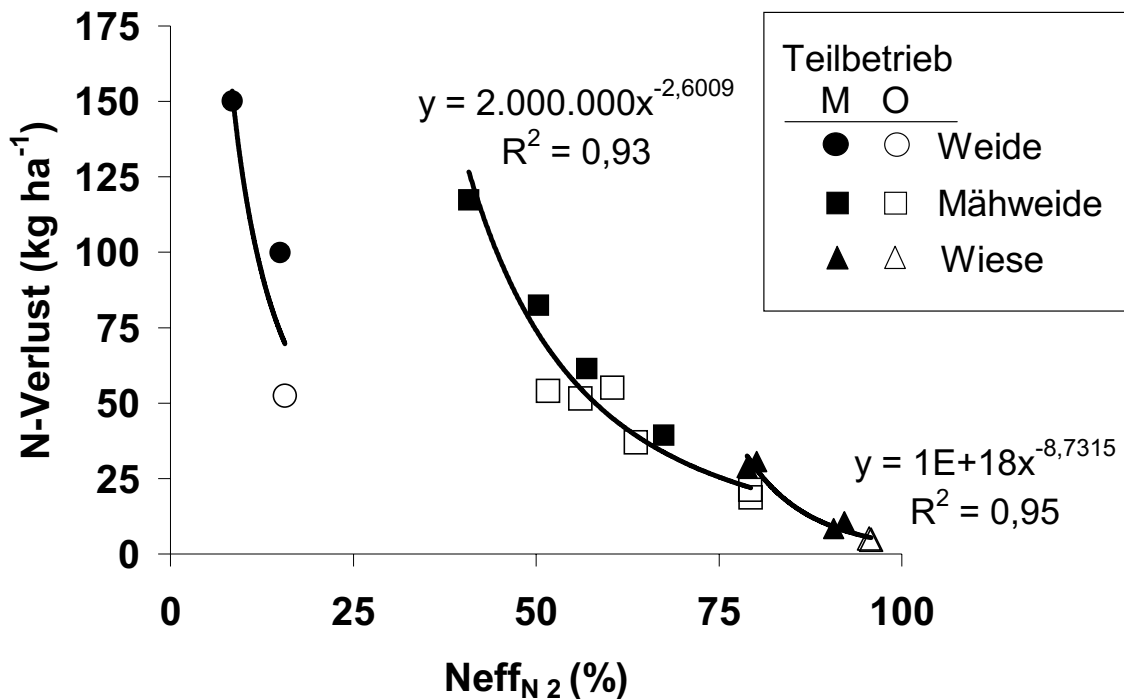 175
150
125
100
75
50
25
0
N-Verlust (kg ha⁻¹)
y = 2.000.000x^-2,6009
R² = 0,93
Teilbetrieb
M O
Weide
Mähweide
Wiese
y = 1E+18x^-8,7315
R² = 0,95
0 25 50 75 100
Neff_N 2 (%)